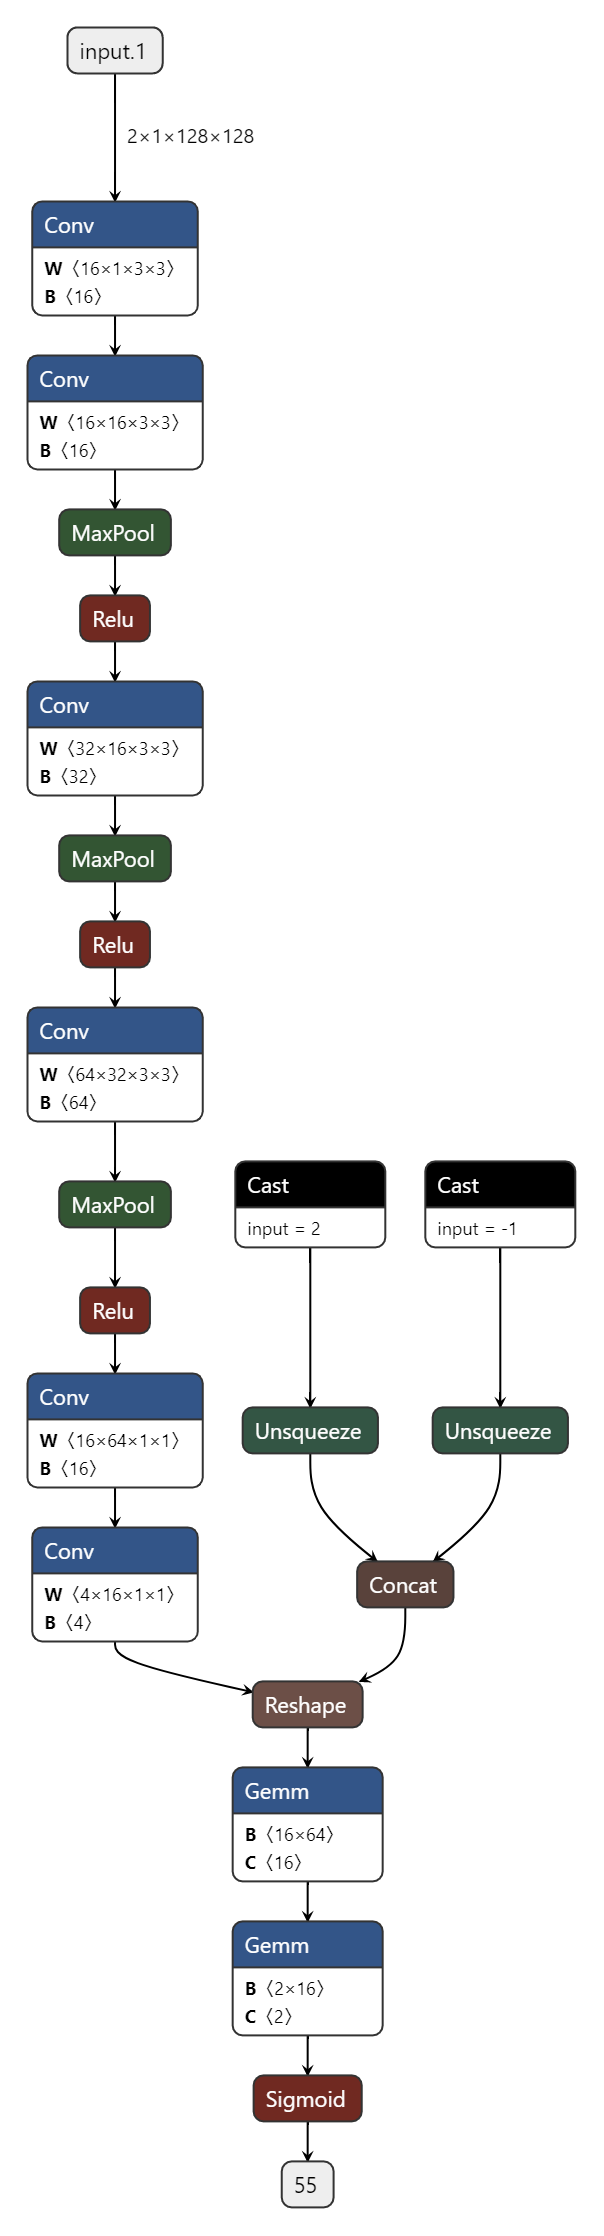 input.1
2×1×128×128
Conv
W 〈16×1×3×3〉
B 〈16〉
Conv
W 〈16×16×3×3〉
B 〈16〉
MaxPool
Relu
Conv
W 〈32×16×3×3〉
B 〈32〉
MaxPool
Relu
Conv
W 〈64×32×3×3〉
B 〈64〉
MaxPool
Relu
Conv
W 〈16×64×1×1〉
B 〈16〉
Conv
W 〈4×16×1×1〉
B 〈4〉
Cast
input = 2
Cast
input = -1
Unsqueeze
Unsqueeze
Concat
Reshape
Gemm
B 〈16×64〉
C 〈16〉
Gemm
B 〈2×16〉
C 〈2〉
Sigmoid
55